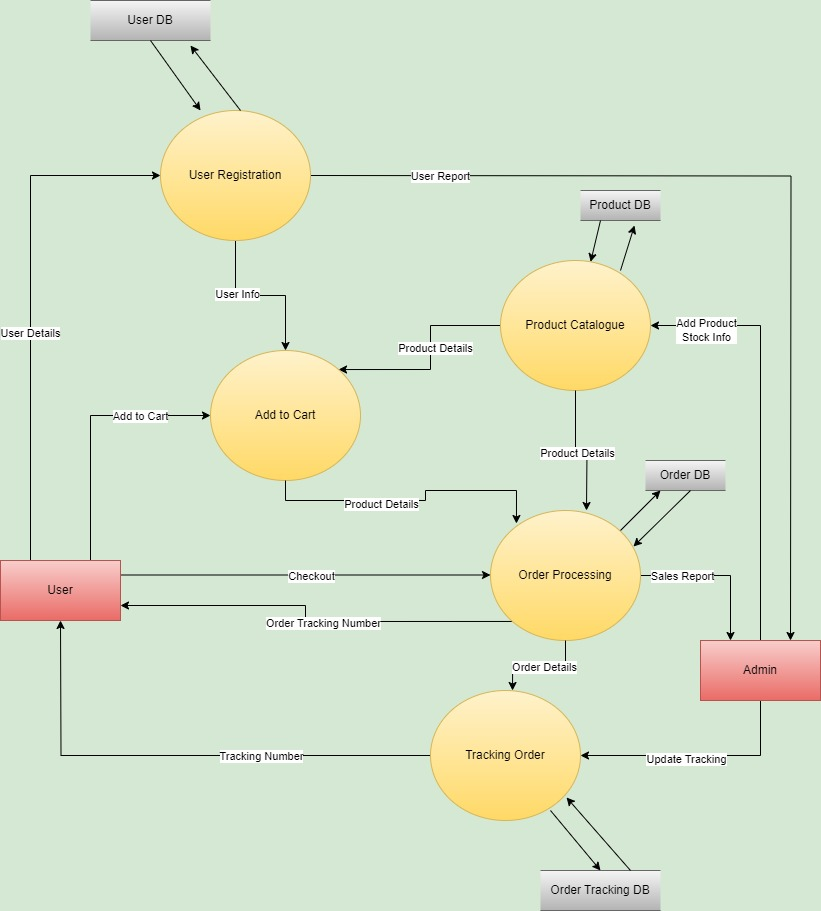 User DB
User Registration
User Report
Product DB
User Info
Product Catalogue
Add Product
Stock Info
User Details
Product Details
Add to Cart
Add to Cart
Product Details
Order DB
Product Details
User
Checkout
Order Processing
Sales Report
Order Tracking Number
Order Details
Admin
Tracking Number
Tracking Order
Update Tracking
Order Tracking DB